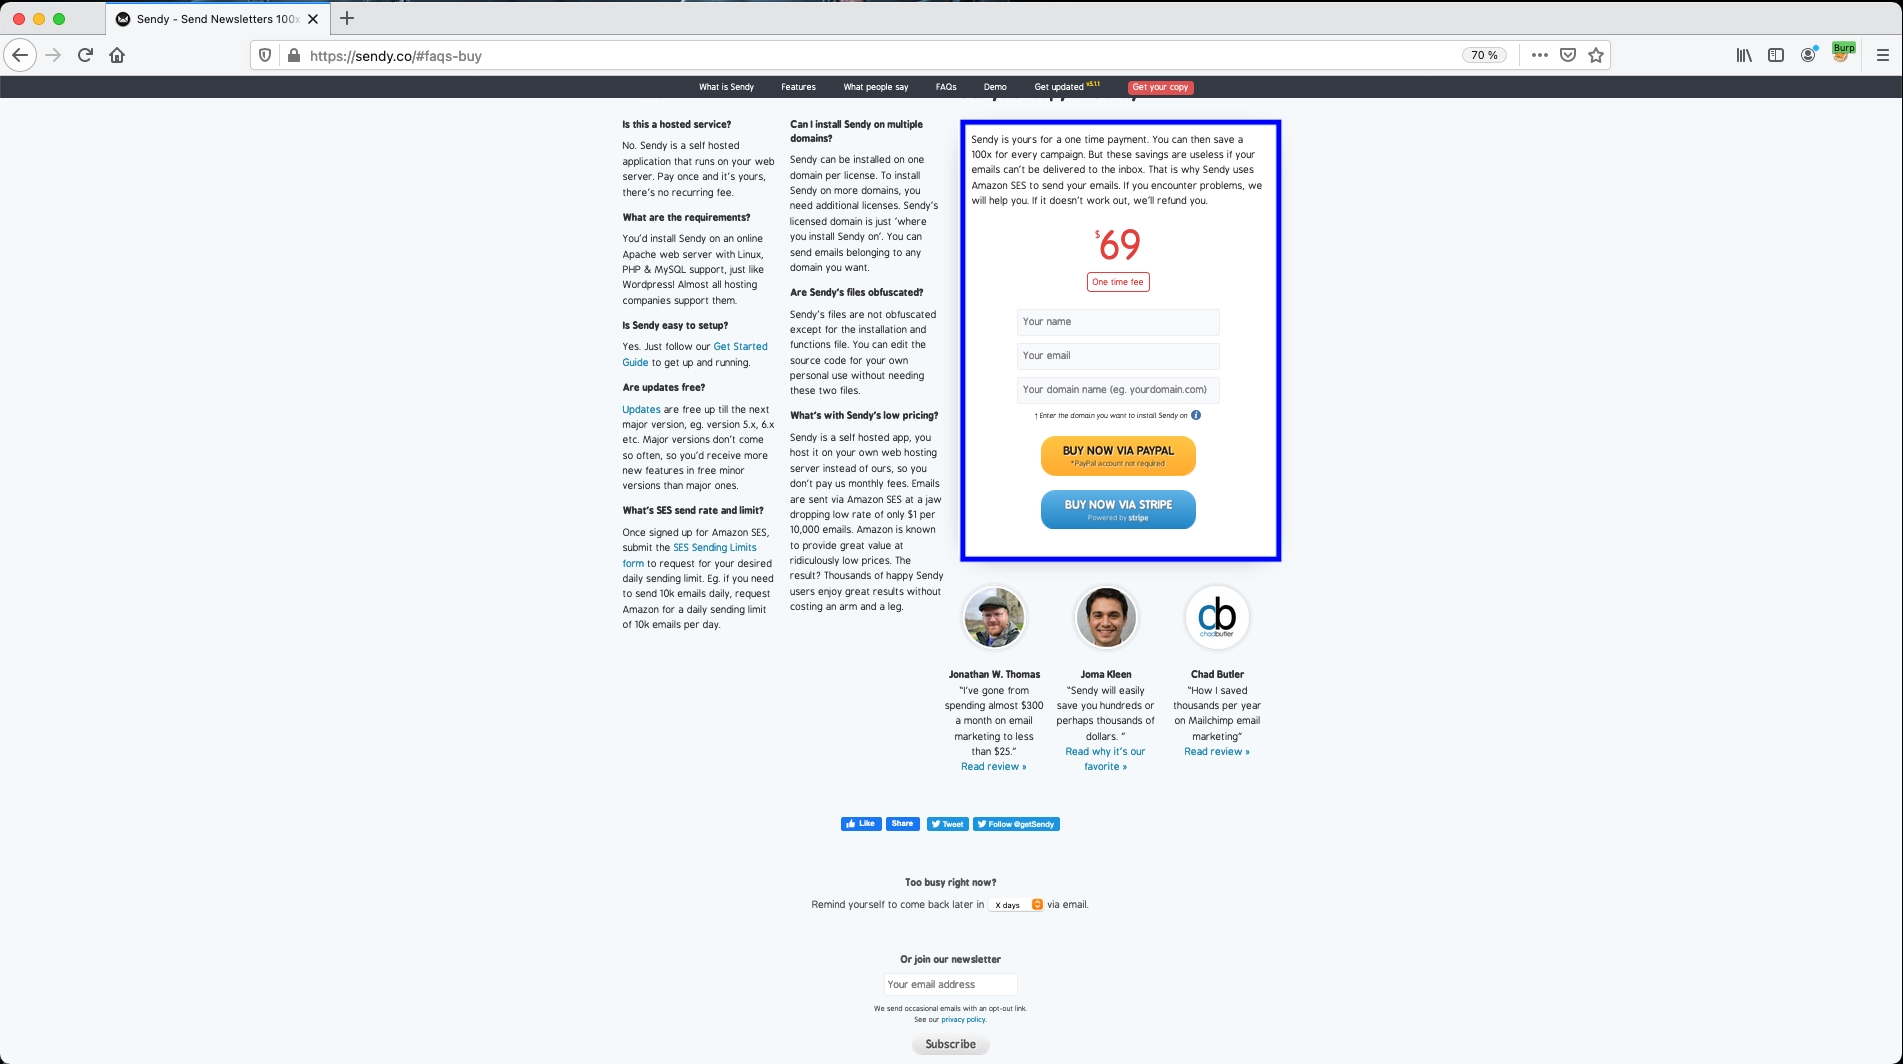 Sendy - Send Newsletters 100x
https://sendy.co/#faqs-buy
70 %
Burp
What is Sendy Features What people say FAQs Demo Get updated v5.1.1 Get your copy
Is this a hosted service?
No. Sendy is a self hosted
application that runs on your web
server. Pay once and it's yours,
there's no recurring fee.
What are the requirements?
You'd install Sendy on an online
Apache web server with Linux,
PHP & MySQL support, just like
Wordpress! Almost all hosting
companies support them.
Is Sendy easy to setup?
Yes. Just follow our Get Started
Guide to get up and running.
Are updates free?
Updates are free up till the next
major version, eg. version 5.x, 6.x
etc. Major versions don't come
so often, so you'd receive more
new features in free minor
versions than major ones.
What's SES send rate and limit?
Once signed up for Amazon SES,
submit the SES Sending Limits
form to request for your desired
daily sending limit. Eg. if you need
to send 10k emails daily, request
Amazon for a daily sending limit
of 10k emails per day.
Can I install Sendy on multiple
domains?
Sendy can be installed on one
domain per license. To install
Sendy on more domains, you
need additional licenses. Sendy's
licensed domain is just 'where
you install Sendy on'. You can
send emails belonging to any
domain you want.
Are Sendy's files obfuscated?
Sendy's files are not obfuscated
except for the installation and
functions file. You can edit the
source code for your own
personal use without needing
these two files.
What's with Sendy's low pricing?
Sendy is a self hosted app, you
host it on your own web hosting
server instead of ours, so you
don't pay us monthly fees. Emails
are sent via Amazon SES at a jaw
dropping low rate of only $1 per
10,000 emails. Amazon is known
to provide great value at
ridiculously low prices. The
result? Thousands of happy Sendy
users enjoy great results without
costing an arm and a leg.
Sendy is yours for a one time payment. You can then save a
100x for every campaign. But these savings are useless if your
emails can't be delivered to the inbox. That is why Sendy uses
Amazon SES to send your emails. If you encounter problems, we
will help you. If it doesn't work out, we'll refund you.
$69
One time fee
Your name
Your email
Your domain name (eg. yourdomain.com)
↑ Enter the domain you want to install Sendy on i
BUY NOW VIA PAYPAL
*PayPal account not required
BUY NOW VIA STRIPE
Powered by stripe
db
chadbutler
Jonathan W. Thomas
"I've gone from
spending almost $300
a month on email
marketing to less
than $25."
Read review »
Joma Kleen
"Sendy will easily
save you hundreds or
perhaps thousands of
dollars. "
Read why it's our
favorite »
Chad Butler
"How I saved
thousands per year
on Mailchimp email
marketing"
Read review »
Like Share Tweet Follow @getSendy
Too busy right now?
Remind yourself to come back later in X days via email.
Or join our newsletter
Your email address
We send occasional emails with an opt-out link.
See our privacy policy.
Subscribe